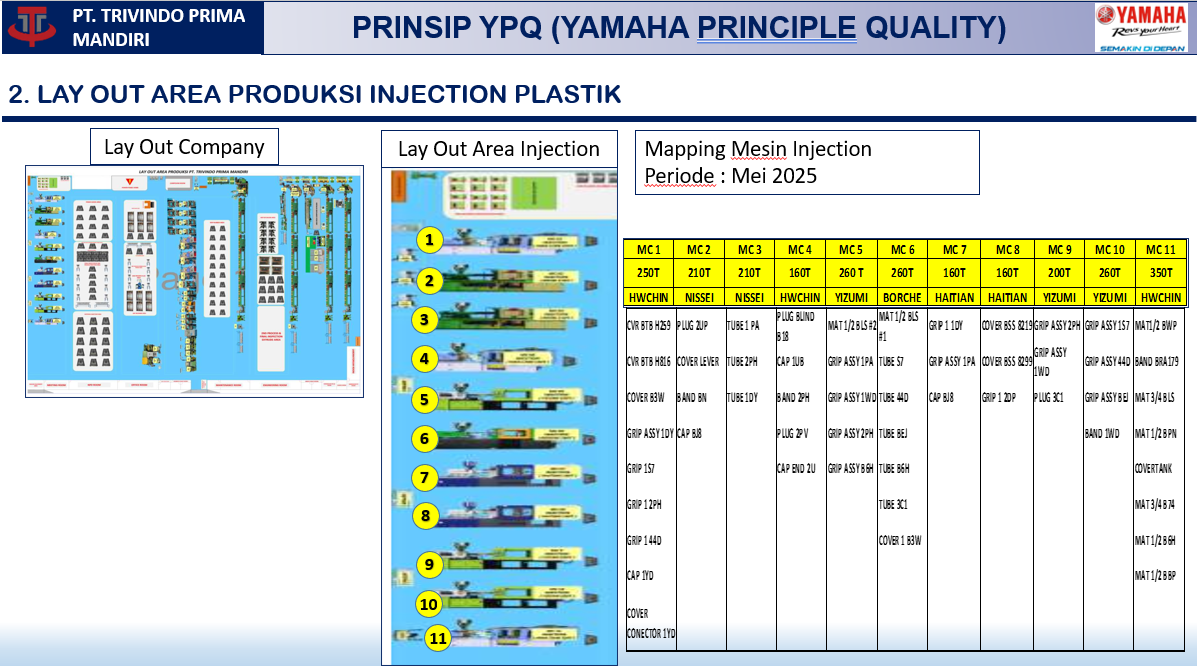 PT. TRIVINDO PRIMA
MANDIRI
PRINSIP YPQ (YAMAHA PRINCIPLE QUALITY)
YAMAHA
Revs Your Heart
SEMAKIN DI DEPAN
2. LAY OUT AREA PRODUKSI INJECTION PLASTIK
Lay Out Company
LAY OUT AREA PRODUKSI PT. TRIVINDO PRIMA MANDIRI
Lay Out Area Injection
1
2
3
4
5
6
7
8
9
10
11
Mapping Mesin Injection
Periode : Mei 2025
MC 1 MC 2 MC 3 MC 4 MC 5 MC 6 MC 7 MC 8 MC 9 MC 10 MC 11
250T 210T 210T 160T 260 T 260T 160T 160T 200T 260T 350T
HWCHIN NISSEI NISSEI HWCHIN YIZUMI BORCHE HAITIAN HAITIAN YIZUMI YIZUMI HWCHIN
CVR BTB H259 PLUG 2UP TUBE 1 PA PLUG BLIND B18 MAT 1/2 BLS #2 MAT 1/2 BLS #1 GRIP 1 1DY COVER BSS 8219 GRIP ASSY 2PH GRIP ASSY 1S7 MAT1/2 BWP
CVR BTB H816 COVER LEVER TUBE 2PH CAP 1UB GRIP ASSY 1PA TUBE S7 GRIP ASSY 1PA COVER BSS 8299 GRIP ASSY 1WD GRIP ASSY 44D BAND BRA179
COVER B3W BAND BN TUBE 1DY BAND 2PH GRIP ASSY 1WD TUBE 44D CAP BJ8 GRIP 1 2DP PLUG 3C1 GRIP ASSY BEJ MAT 3/4 BLS
GRIP ASSY 1DY CAP BJ8 PLUG 2PV GRIP ASSY 2PH TUBE BEJ BAND 1WD MAT 1/2 BPN
GRIP 1S7 CAP END 2U GRIP ASSY B6H TUBE B6H COVERTANK
GRIP 1 2PH TUBE 3C1 MAT 3/4 B74
GRIP 1 44D COVER 1 B3W MAT 1/2 B6H
CAP 1YD MAT 1/2 BBP
COVER
CONECTOR 1YD